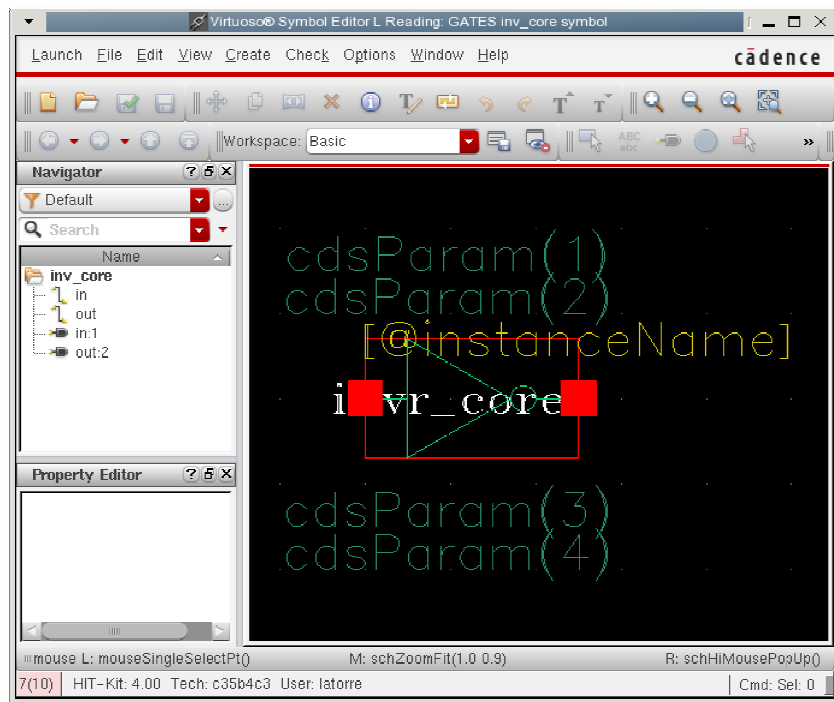 Virtuoso® Symbol Editor L Reading: GATES inv_core symbol
Launch File Edit View Create Check Options Window Help
cādence
Workspace: Basic
ABC
abc
»
Navigator
Default
Search
Name
inv_core
in
out
in:1
out:2
Property Editor
cdsParam(1)
cdsParam(2)
[@instanceName]
cdsParam(3)
cdsParam(4)
mouse L: mouseSingleSelectPt() M: schZoomFit(1.0 0.9) R: schHiMousePopUp()
7(10) HIT-Kit: 4.00 Tech: c35b4c3 User: latorre Cmd: Sel: 0